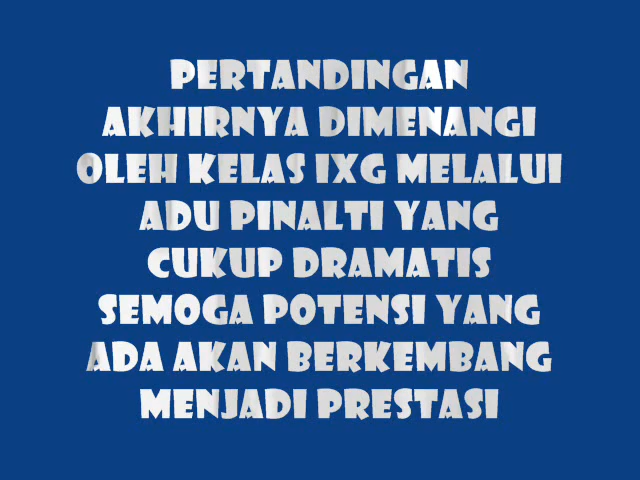 PERTANDINGAN
AKHIRNYA DIMENANGI
OLEH KELAS IXG MELALUI
ADU PINALTI YANG
CUKUP DRAMATIS
SEMOGA POTENSI YANG
ADA AKAN BERKEMBANG
MENJADI PRESTASI